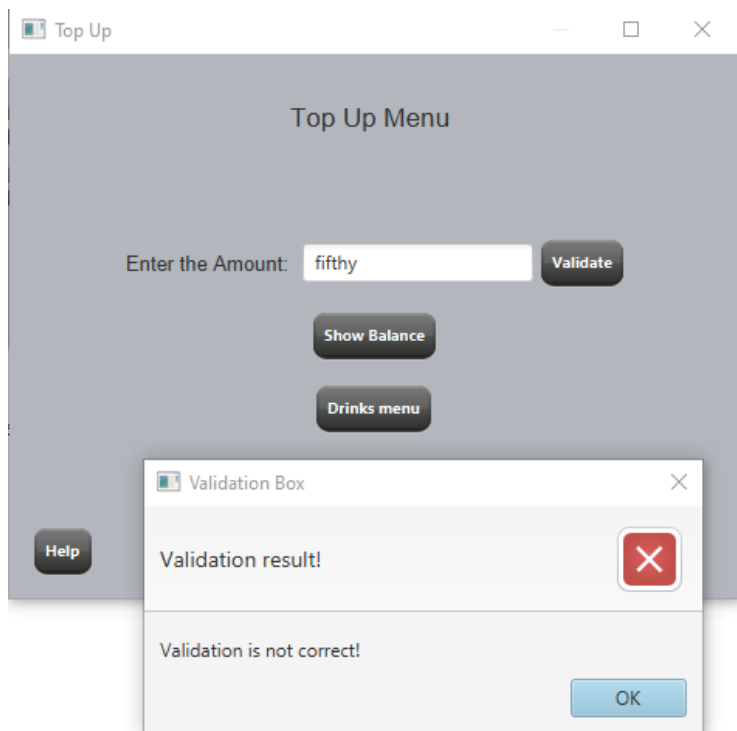 Top Up
Top Up Menu
Enter the Amount: fifthy Validate
Show Balance
Drinks menu
Help
Validation Box
Validation result!
Validation is not correct!
OK